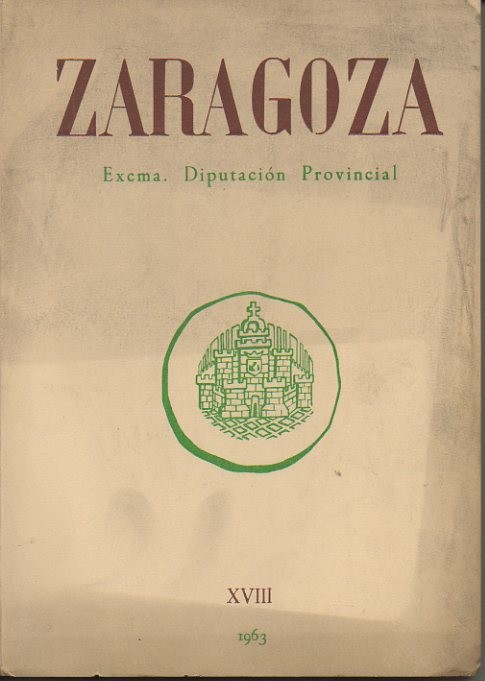 ZARAGOZA
Excma. Diputación Provincial
XVIII
1963